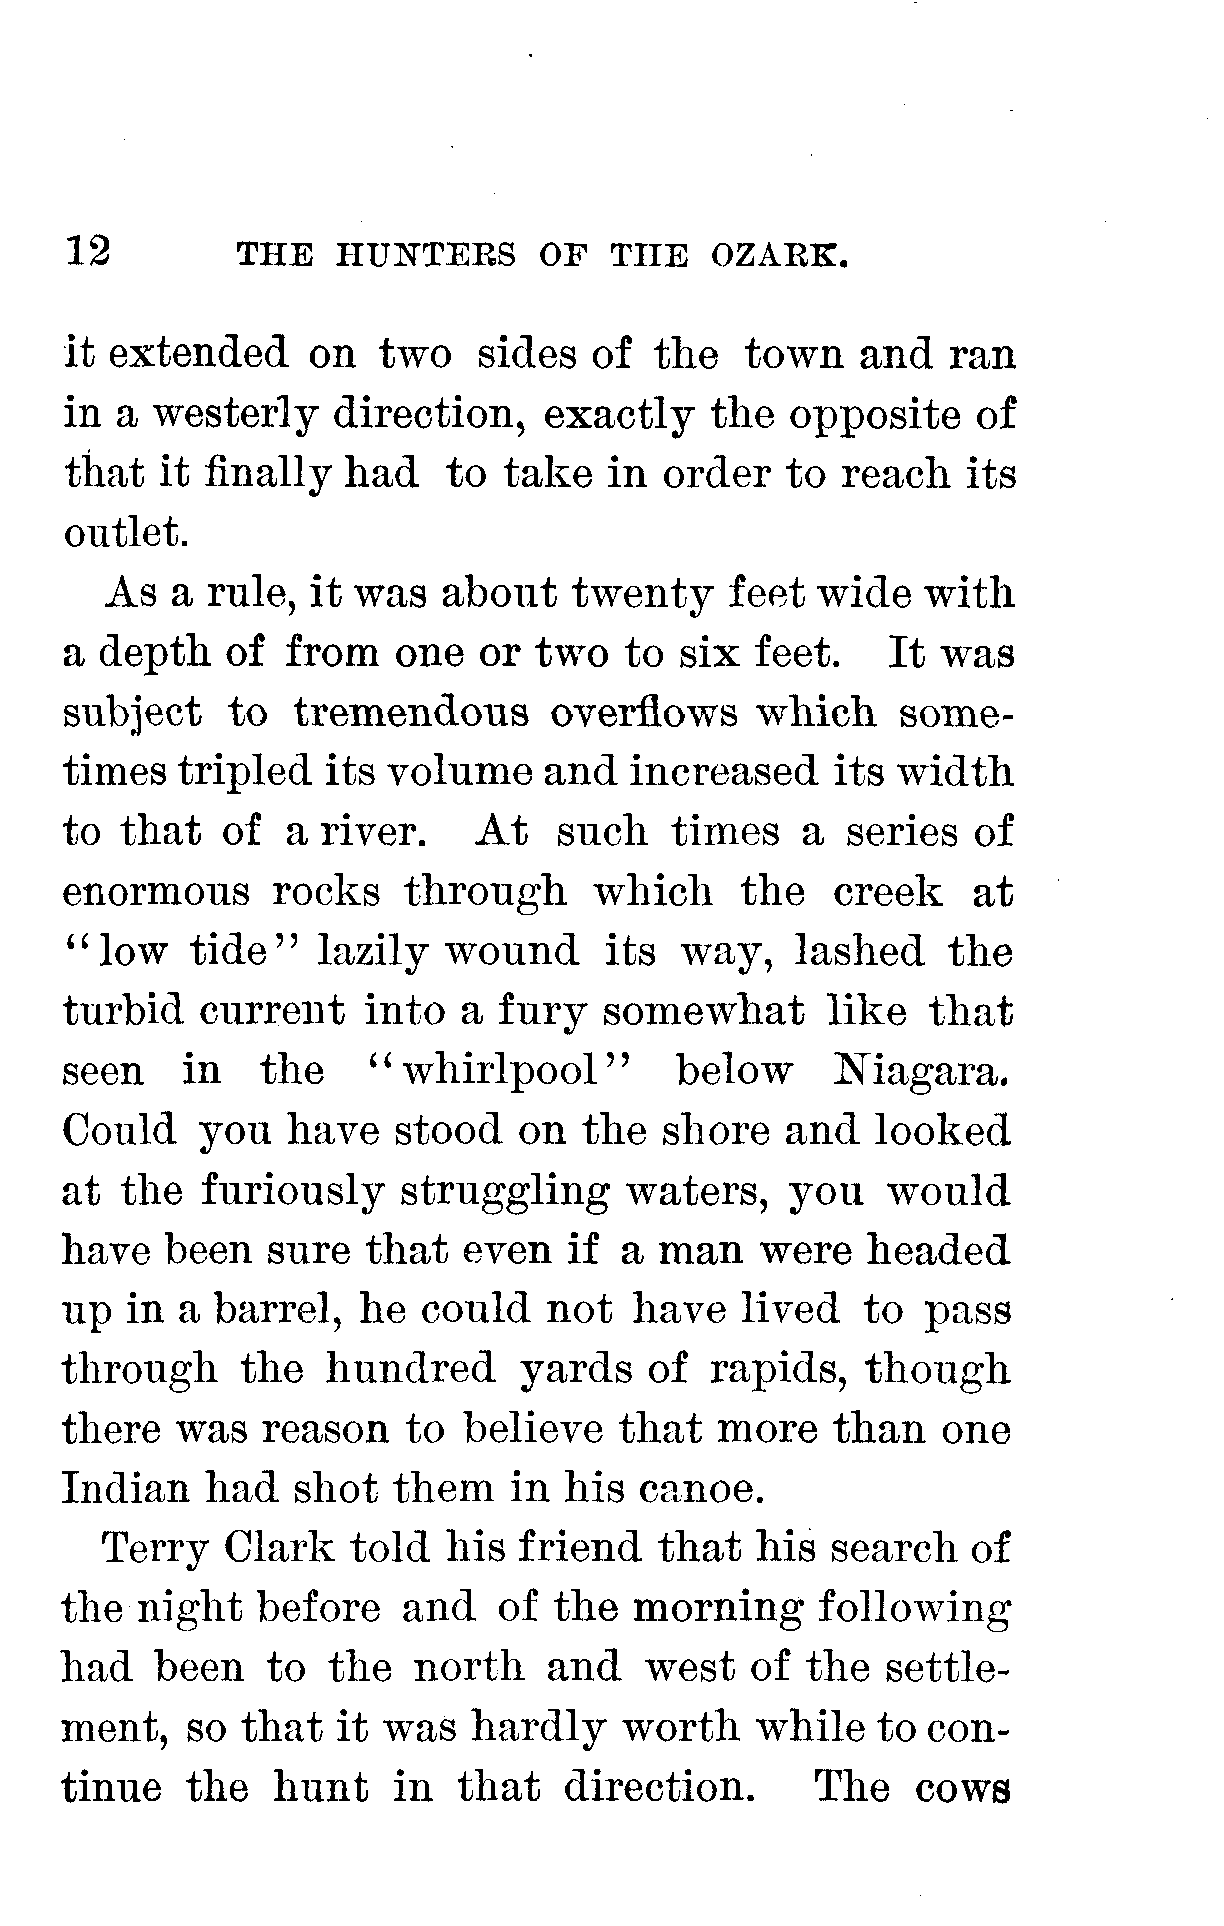 12 THE HUNTERS OF THE OZARK.
it extended on two sides of the town and ran
in a westerly direction, exactly the opposite of
that it finally had to take in order to reach its
outlet.
As a rule, it was about twenty feet wide with
a depth of from one or two to six feet. It was
subject to tremendous overflows which some-
times tripled its volume and increased its width
to that of a river. At such times a series of
enormous rocks through which the creek at
"low tide" lazily wound its way, lashed the
turbid current into a fury somewhat like that
seen in the "whirlpool" below Niagara.
Could you have stood on the shore and looked
at the furiously struggling waters, you would
have been sure that even if a man were headed
up in a barrel, he could not have lived to pass
through the hundred yards of rapids, though
there was reason to believe that more than one
Indian had shot them in his canoe.
Terry Clark told his friend that his search of
the night before and of the morning following
had been to the north and west of the settle-
ment, so that it was hardly worth while to con-
tinue the hunt in that direction. The cows